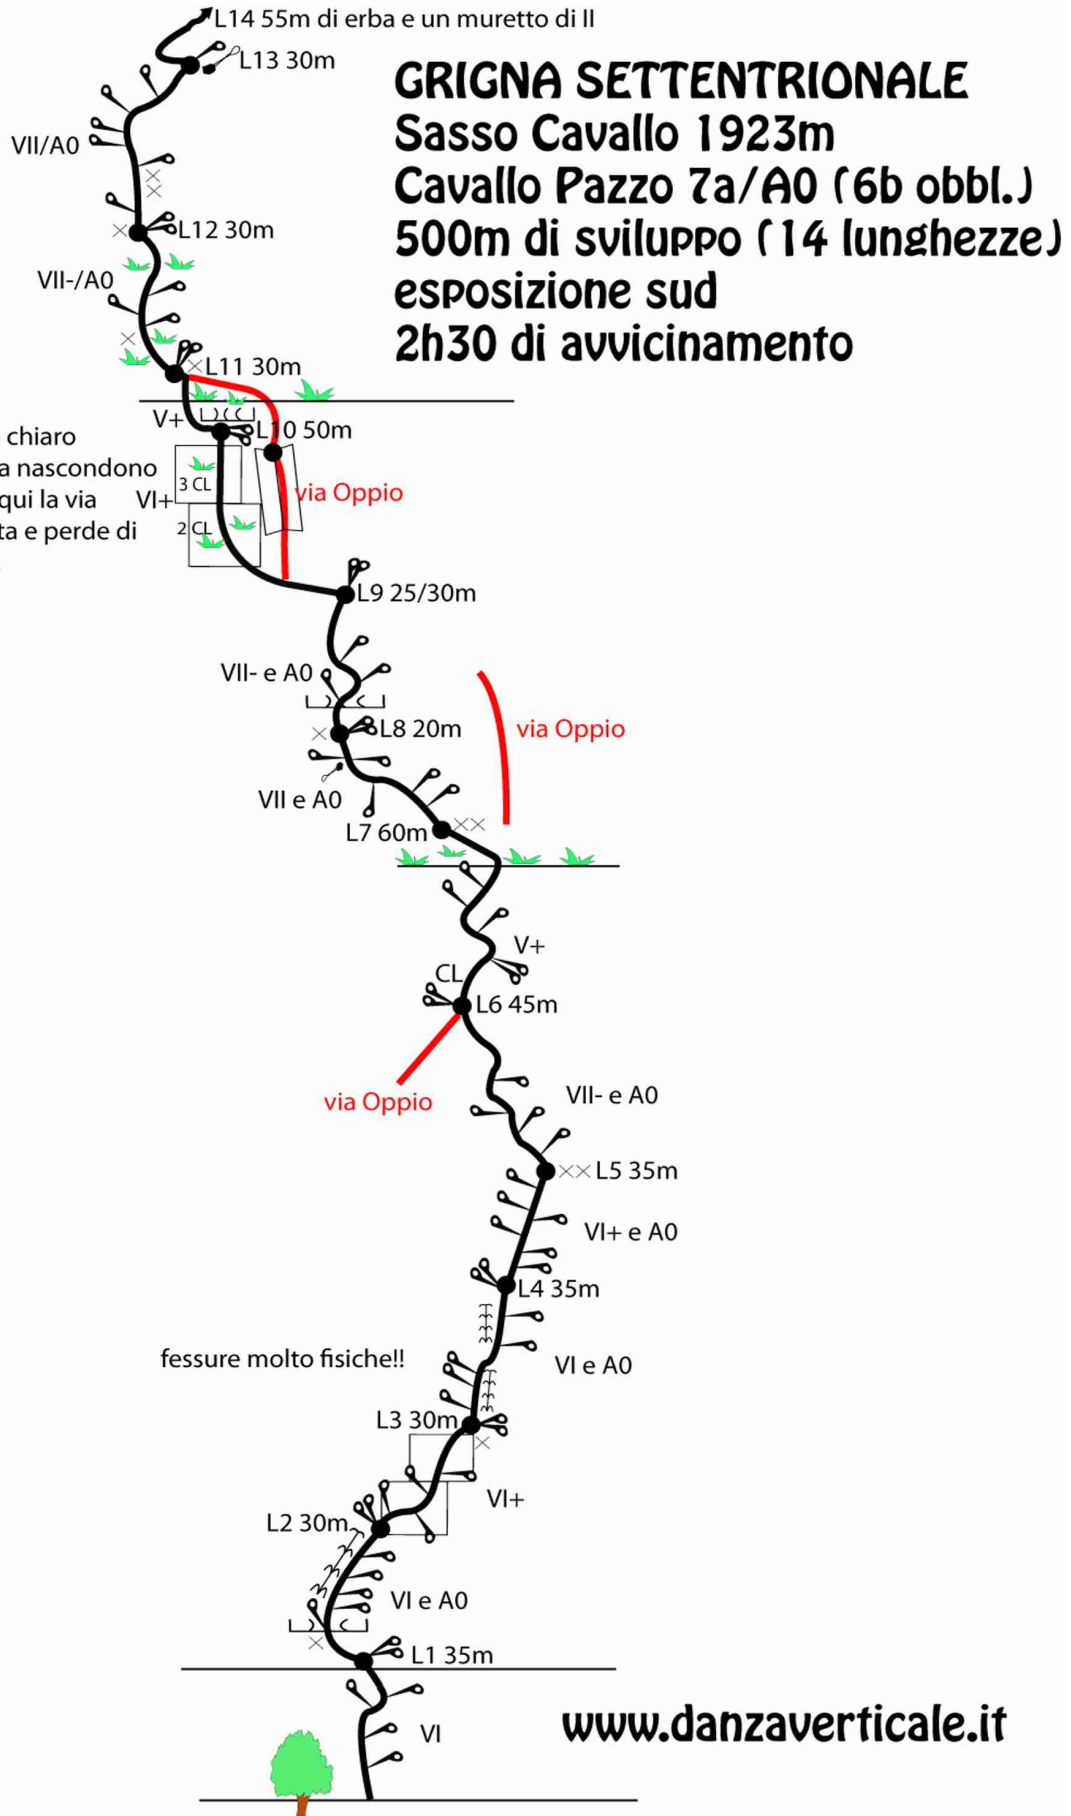 L14 55m di erba e un muretto di II
L13 30m
GRIGNA SETTENTRIONALE
Sasso Cavallo 1923m
Cavallo Pazzo 7a/A0 (6b obbl.)
500m di sviluppo (14 lunghezze)
esposizione sud
2h30 di avvicinamento
VII/A0
L12 30m
VII-/A0
L11 30m
V+
L10 50m
chiaro
a nascondono
qui la via
ta e perde di
3 CL
VI+
2 CL
via Oppio
L9 25/30m
VII- e A0
L8 20m
via Oppio
VII e A0
L7 60m
V+
CL
L6 45m
via Oppio
VII- e A0
L5 35m
VI+ e A0
L4 35m
fessure molto fisiche!!
VI e A0
L3 30m
VI+
L2 30m
VI e A0
L1 35m
VI
www.danzaverticale.it